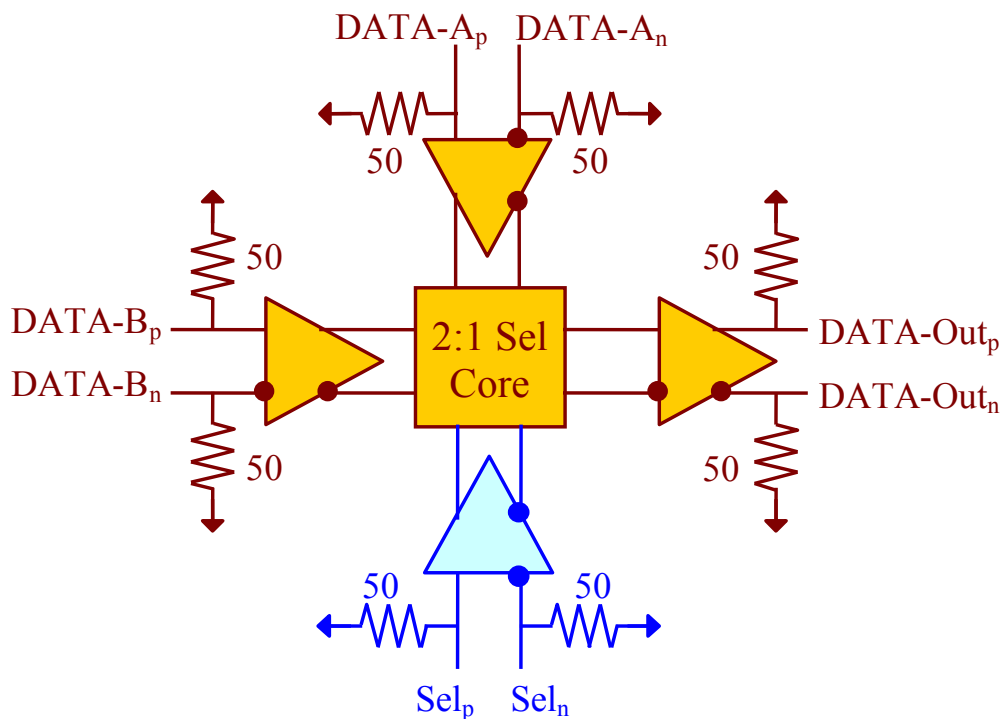 DATA-Ap DATA-An
50 50
50 50
DATA-Bp
2:1 Sel
Core
DATA-Outp
DATA-Bn
DATA-Outn
50 50
50 50
Selp Seln